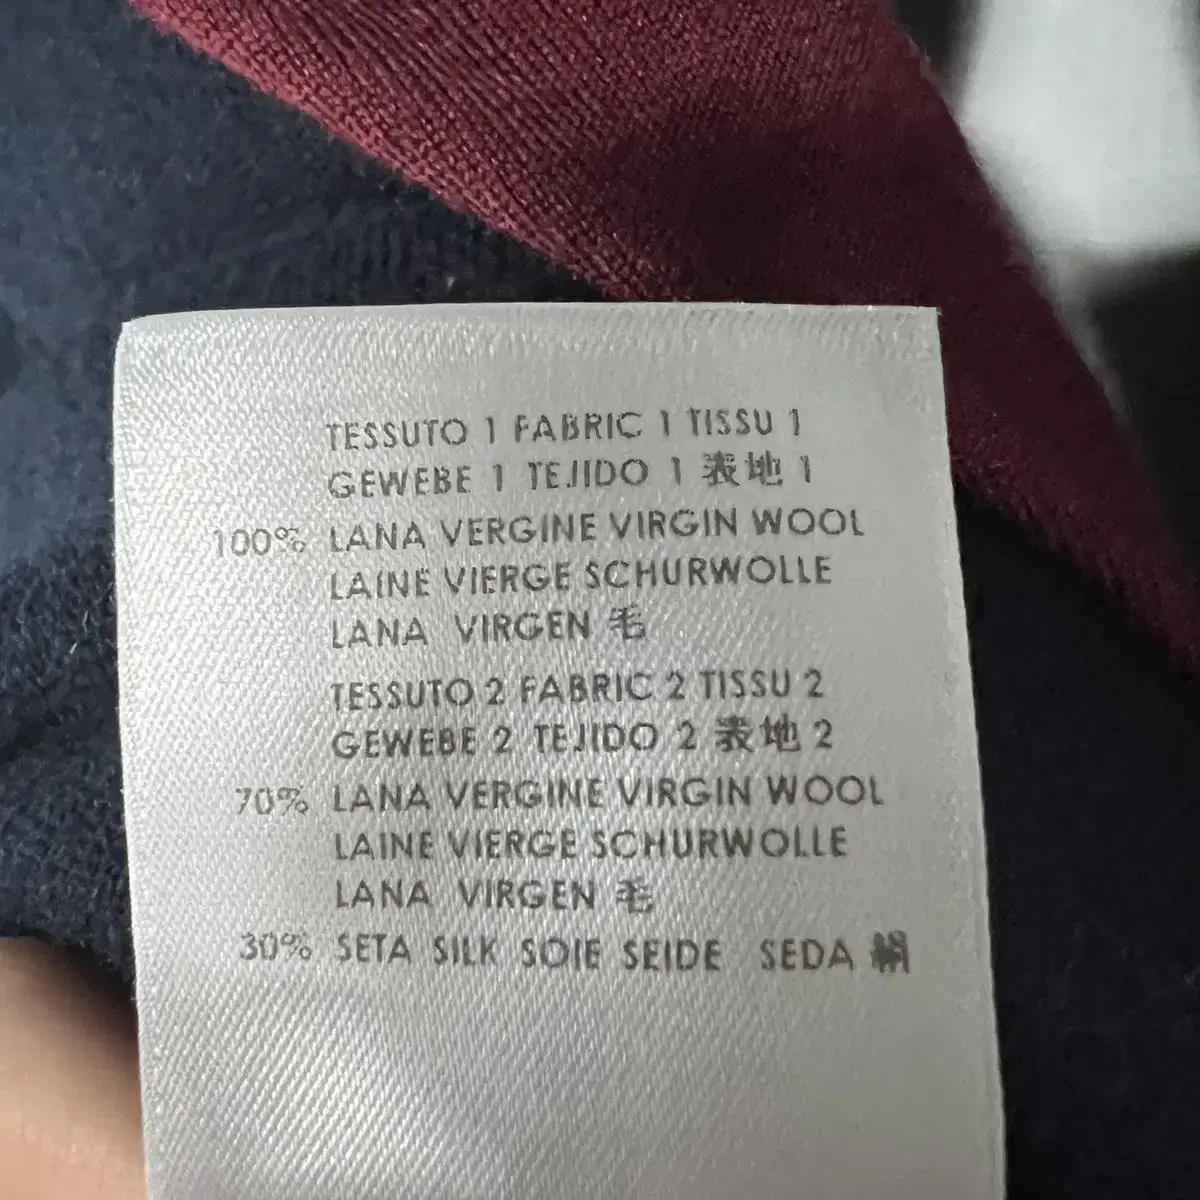 TESSUTO 1 FABRIC 1 TISSU 1
GEWEBE 1 TEJIDO 1 表地 1
100% LANA VERGINE VIRGIN WOOL
LAINE VIERGE SCHURWOLLE
LANA VIRGEN 毛
TESSUTO 2 FABRIC 2 TISSU 2
GEWEBE 2 TEJIDO 2 表地 2
70% LANA VERGINE VIRGIN WOOL
LAINE VIERGE SCHURWOLLE
LANA VIRGEN 毛
30% SETA SILK SOIE SEIDE SEDA 絹